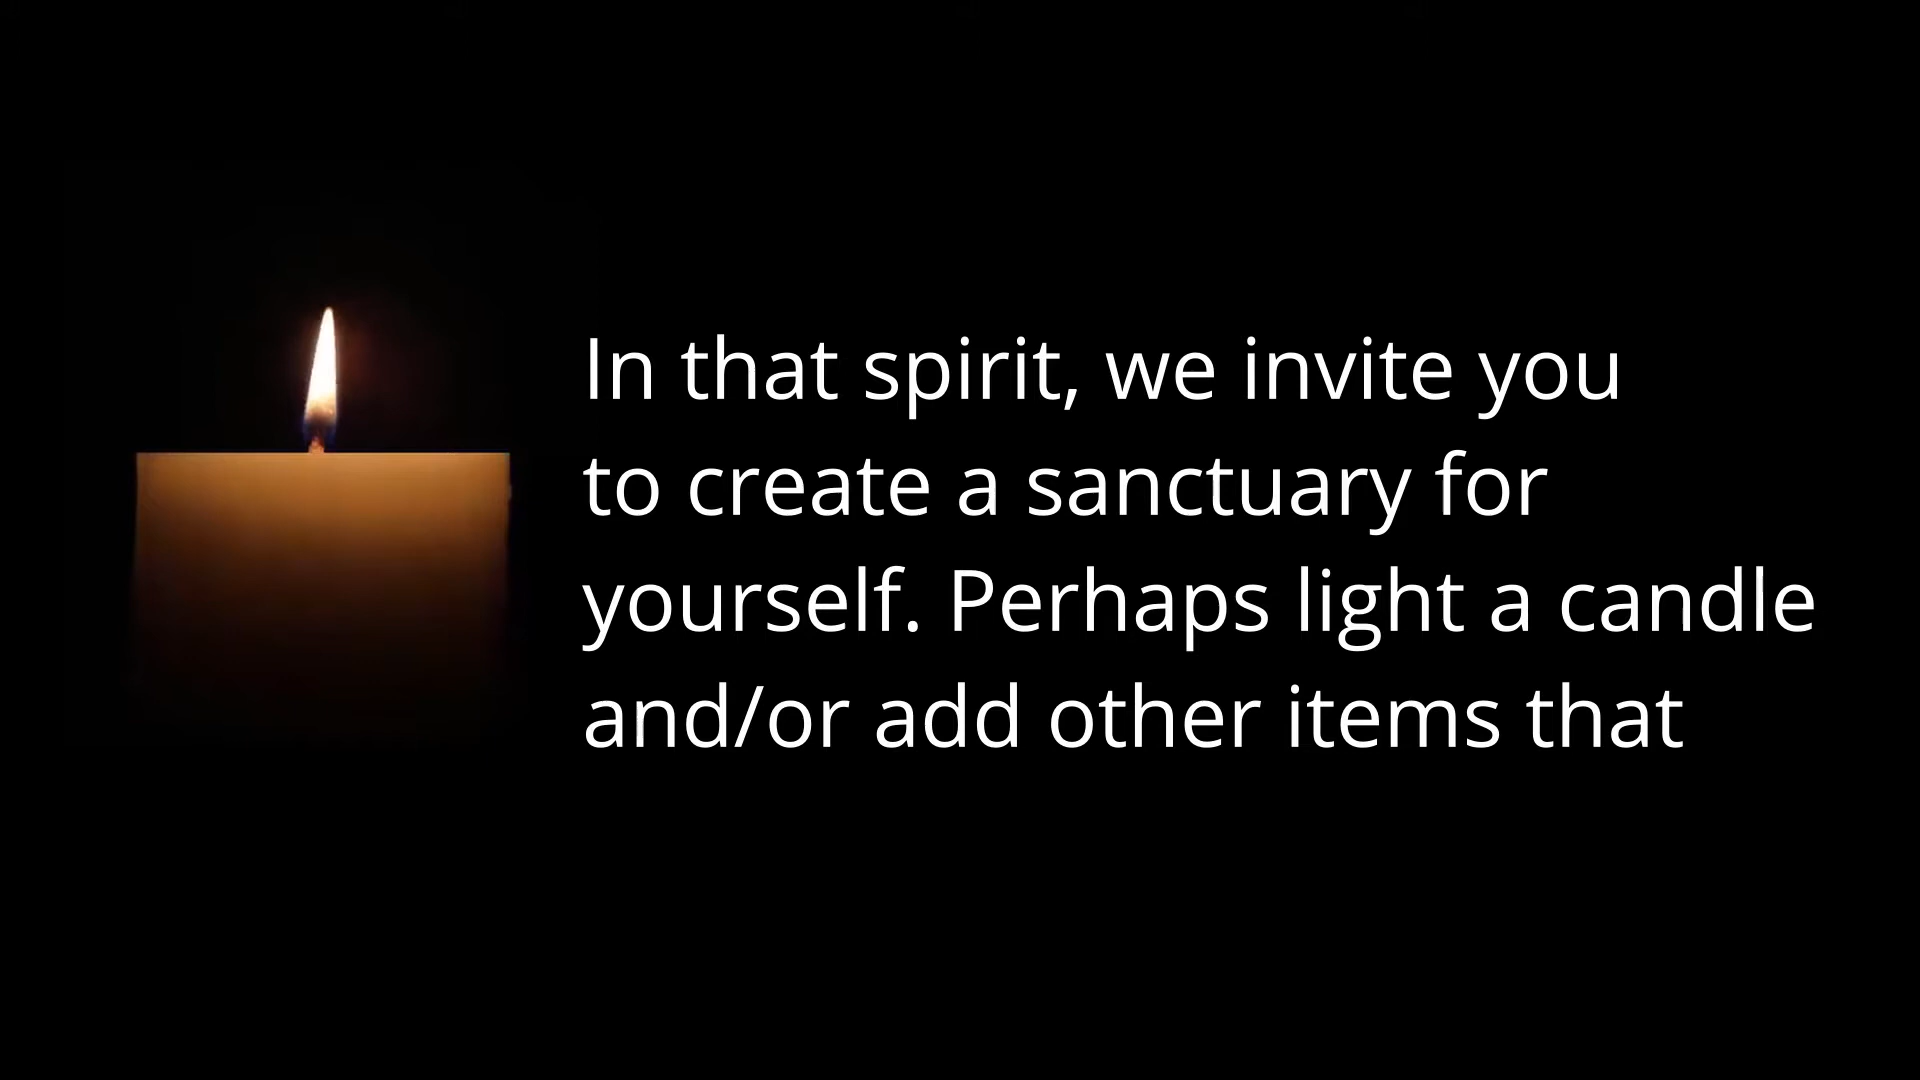 In that spirit, we invite you
to create a sanctuary for
yourself. Perhaps light a candle
and/or add other items that